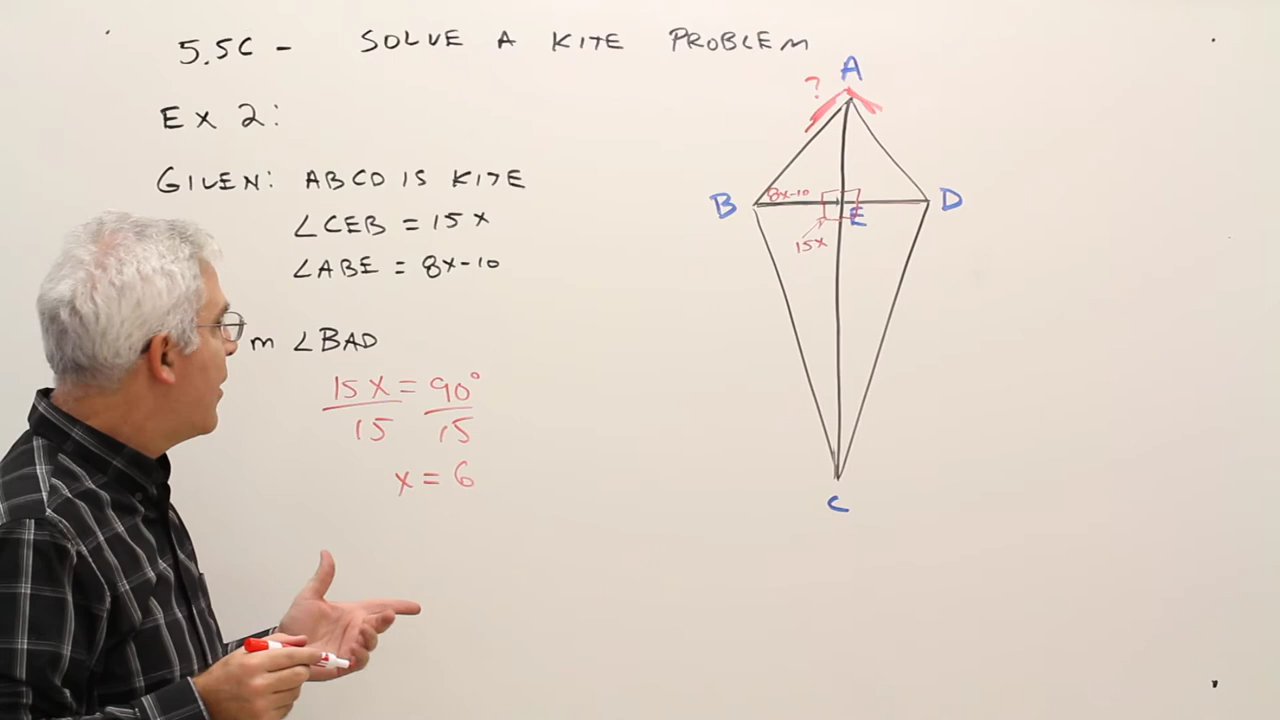 5.5C - SOLVE A KITE PROBLEM
EX 2:
GIVEN: ABCD IS KITE
∠CEB = 15X
∠ABE = 8X-10
m ∠BAD
15X = 90°
15 15
X = 6
A
?
B
8X-10
D
E
15X
C